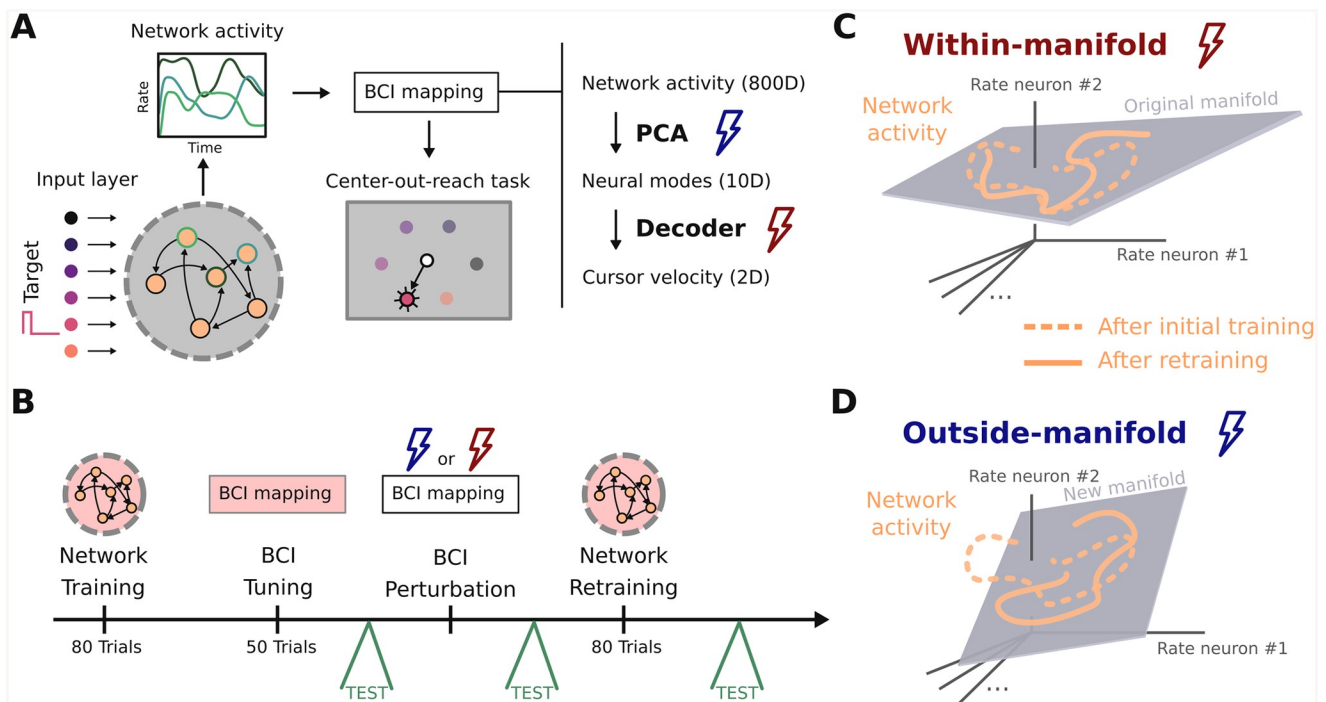 A
Network activity
Rate
Time
Input layer
Target
BCI mapping
Center-out-reach task
Network activity (800D)
PCA
Neural modes (10D)
Decoder
Cursor velocity (2D)
B
BCI mapping
or
BCI mapping
Network
Training
BCI
Tuning
BCI
Perturbation
Network
Retraining
80 Trials
50 Trials
80 Trials
TEST
TEST
TEST
C
Within-manifold
Rate neuron #2
Network
activity
Original manifold
Rate neuron #1
...
After initial training
After retraining
D
Outside-manifold
Rate neuron #2
New manifold
Network
activity
Rate neuron #1
...